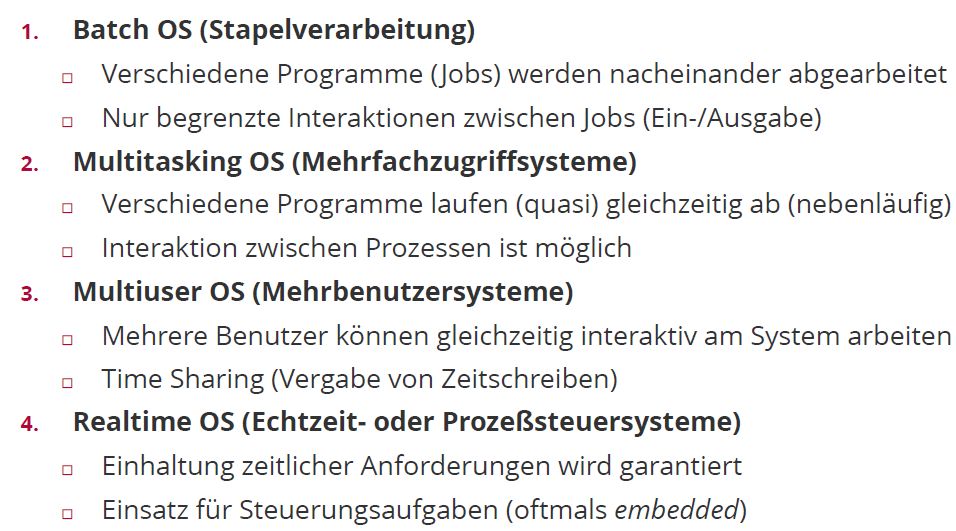 1. Batch OS (Stapelverarbeitung)
□ Verschiedene Programme (Jobs) werden nacheinander abgearbeitet
□ Nur begrenzte Interaktionen zwischen Jobs (Ein-/Ausgabe)
2. Multitasking OS (Mehrfachzugriffsysteme)
□ Verschiedene Programme laufen (quasi) gleichzeitig ab (nebenläufig)
□ Interaktion zwischen Prozessen ist möglich
3. Multiuser OS (Mehrbenutzersysteme)
□ Mehrere Benutzer können gleichzeitig interaktiv am System arbeiten
□ Time Sharing (Vergabe von Zeitschreiben)
4. Realtime OS (Echtzeit- oder Prozeßsteuersysteme)
□ Einhaltung zeitlicher Anforderungen wird garantiert
□ Einsatz für Steuerungsaufgaben (oftmals embedded)